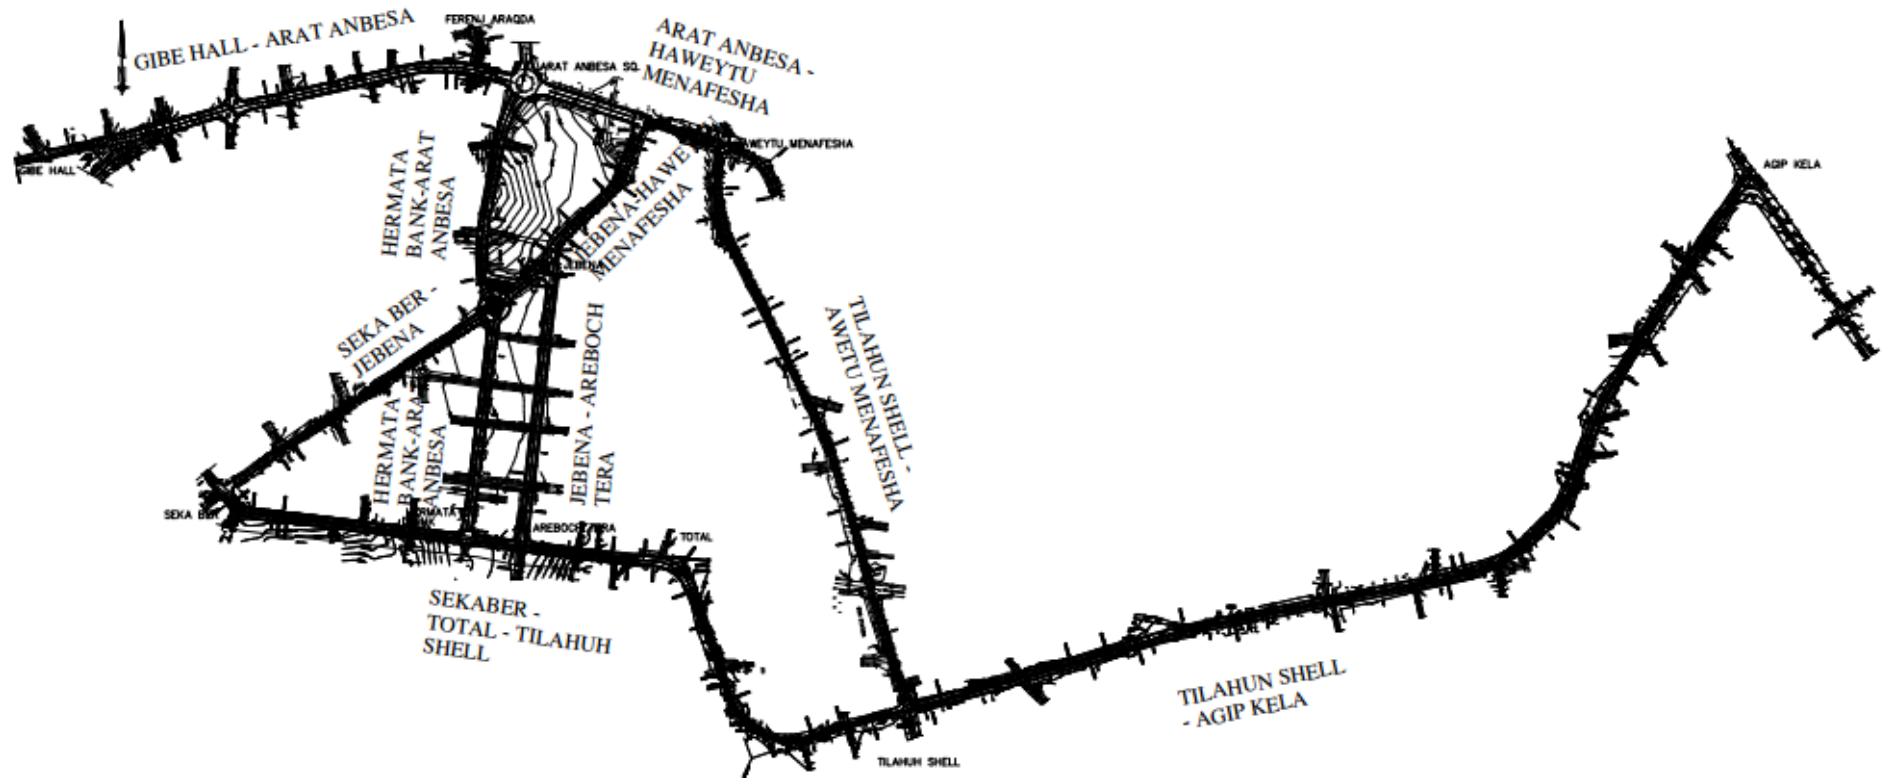 GIBE HALL - ARAT ANBESA
FERENJ ARAQDA
ARAT ANBESA -
HAWEYTU
MENAFESHA
ARAT ANBESA SQ.
GIBE HALL
HERMATA
BANK-ARAT
ANBESA
JEBENA-HAWE
MENAFESHA
AWEYTU MENAFESHA
AGIP KELA
JEBENA
SEKA BER -
JEBENA
HERMATA
BANK-ARA
ANBESA
JEBENA - AREBOCH
TERA
TILAHUN SHELL -
AWETU MENAFESHA
SEKA BER
TOTAL
SEKABER -
TOTAL - TILAHUH
SHELL
TILAHUN SHELL
- AGIP KELA
TILAHUH SHELL